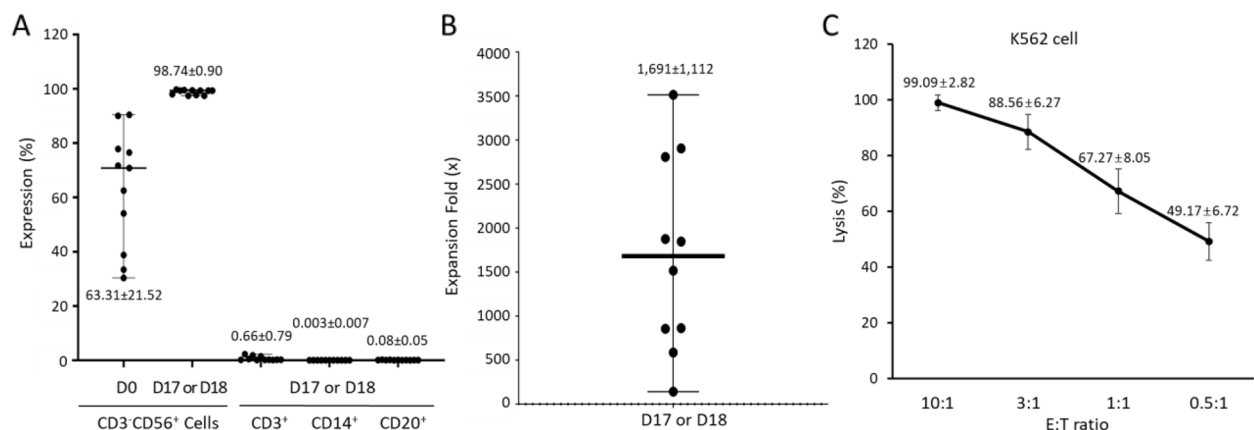 A
Expression (%)
120
100
80
60
40
20
0
98.74±0.90
63.31±21.52
0.66±0.79
0.003±0.007
0.08±0.05
D0
D17 or D18
D17 or D18
CD3⁻CD56⁺ Cells
CD3⁺
CD14⁺
CD20⁺
B
Expansion Fold (x)
4000
3500
3000
2500
2000
1500
1000
500
0
1,691±1,112
D17 or D18
C
K562 cell
Lysis (%)
120
100
80
60
40
20
0
99.09±2.82
88.56±6.27
67.27±8.05
49.17±6.72
10:1
3:1
1:1
0.5:1
E:T ratio